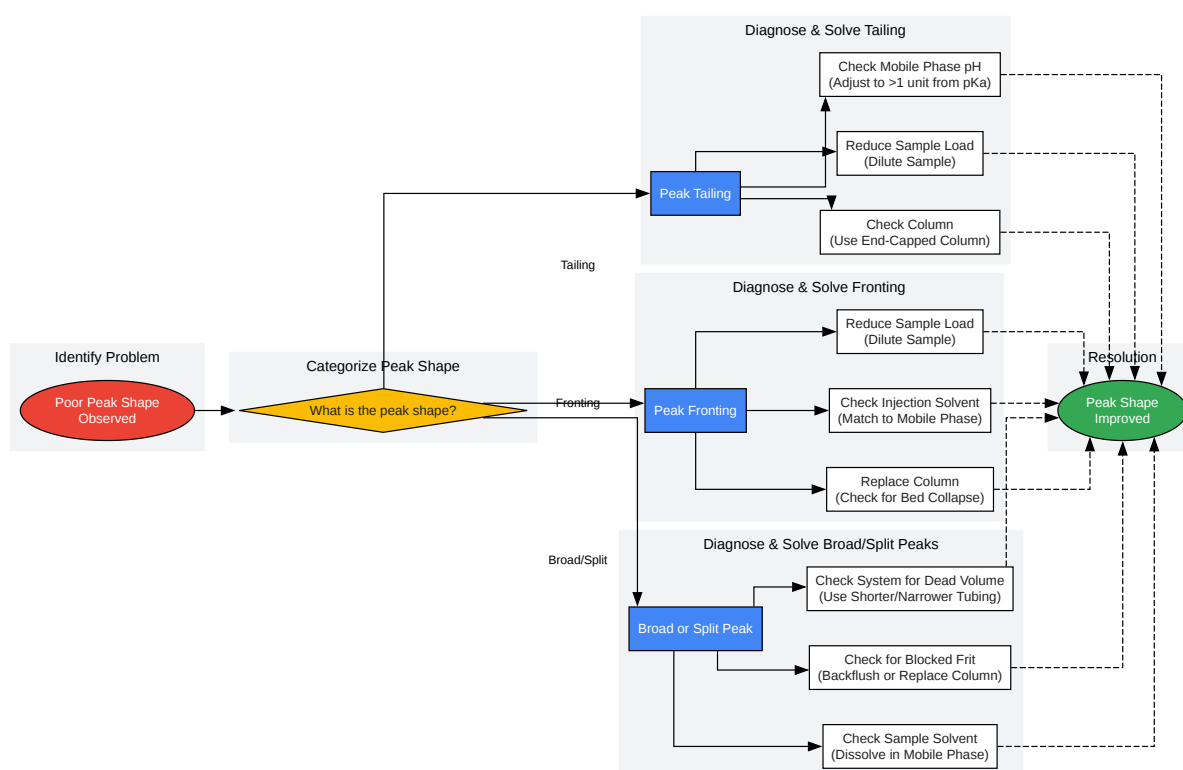 Diagnose & Solve Tailing
Check Mobile Phase pH
(Adjust to >1 unit from pKa)
Reduce Sample Load
(Dilute Sample)
Peak Tailing
Check Column
(Use End-Capped Column)
Tailing
Diagnose & Solve Fronting
Reduce Sample Load
(Dilute Sample)
Identify Problem
Categorize Peak Shape
Resolution
Poor Peak Shape
Observed
What is the peak shape?
Fronting
Peak Fronting
Check Injection Solvent
(Match to Mobile Phase)
Peak Shape
Improved
Replace Column
(Check for Bed Collapse)
Diagnose & Solve Broad/Split Peaks
Broad/Split
Check System for Dead Volume
(Use Shorter/Narrower Tubing)
Broad or Split Peak
Check for Blocked Frit
(Backflush or Replace Column)
Check Sample Solvent
(Dissolve in Mobile Phase)